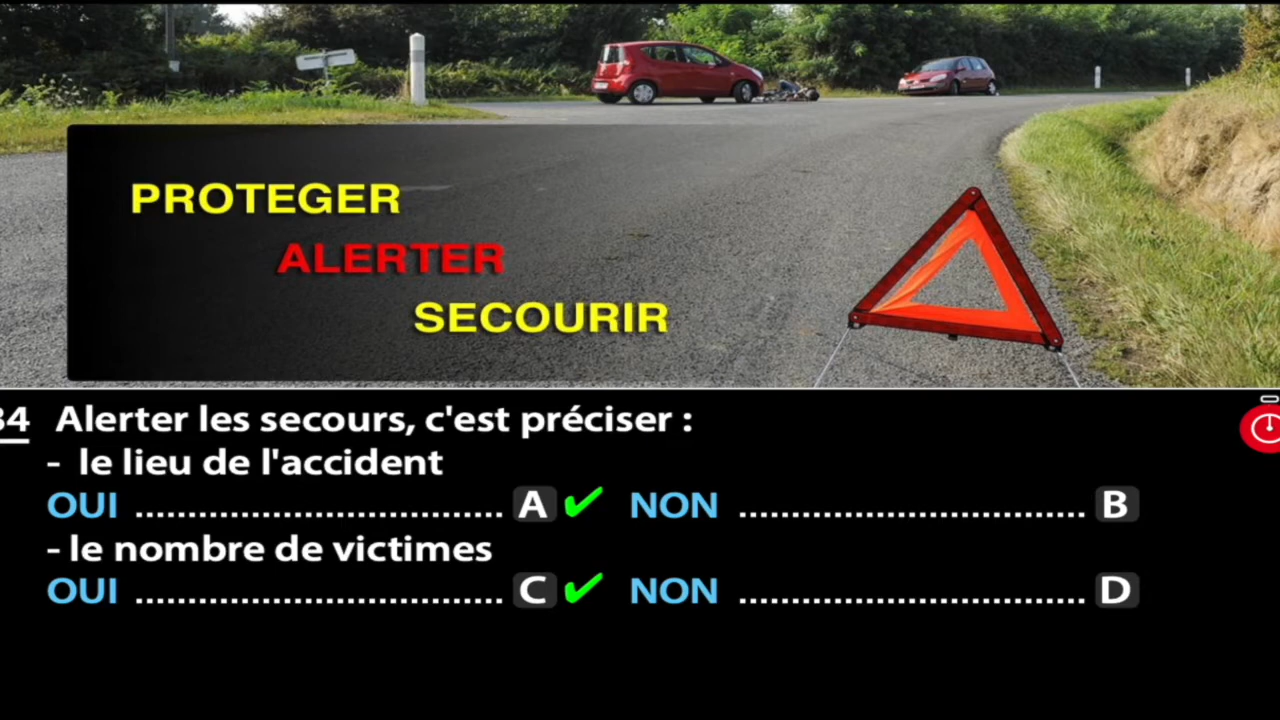 PROTEGER
ALERTER
SECOURIR
34 Alerter les secours, c'est préciser :
- le lieu de l'accident
OUI ................................... A ✔ NON ................................. B
- le nombre de victimes
OUI ................................... C ✔ NON ................................. D